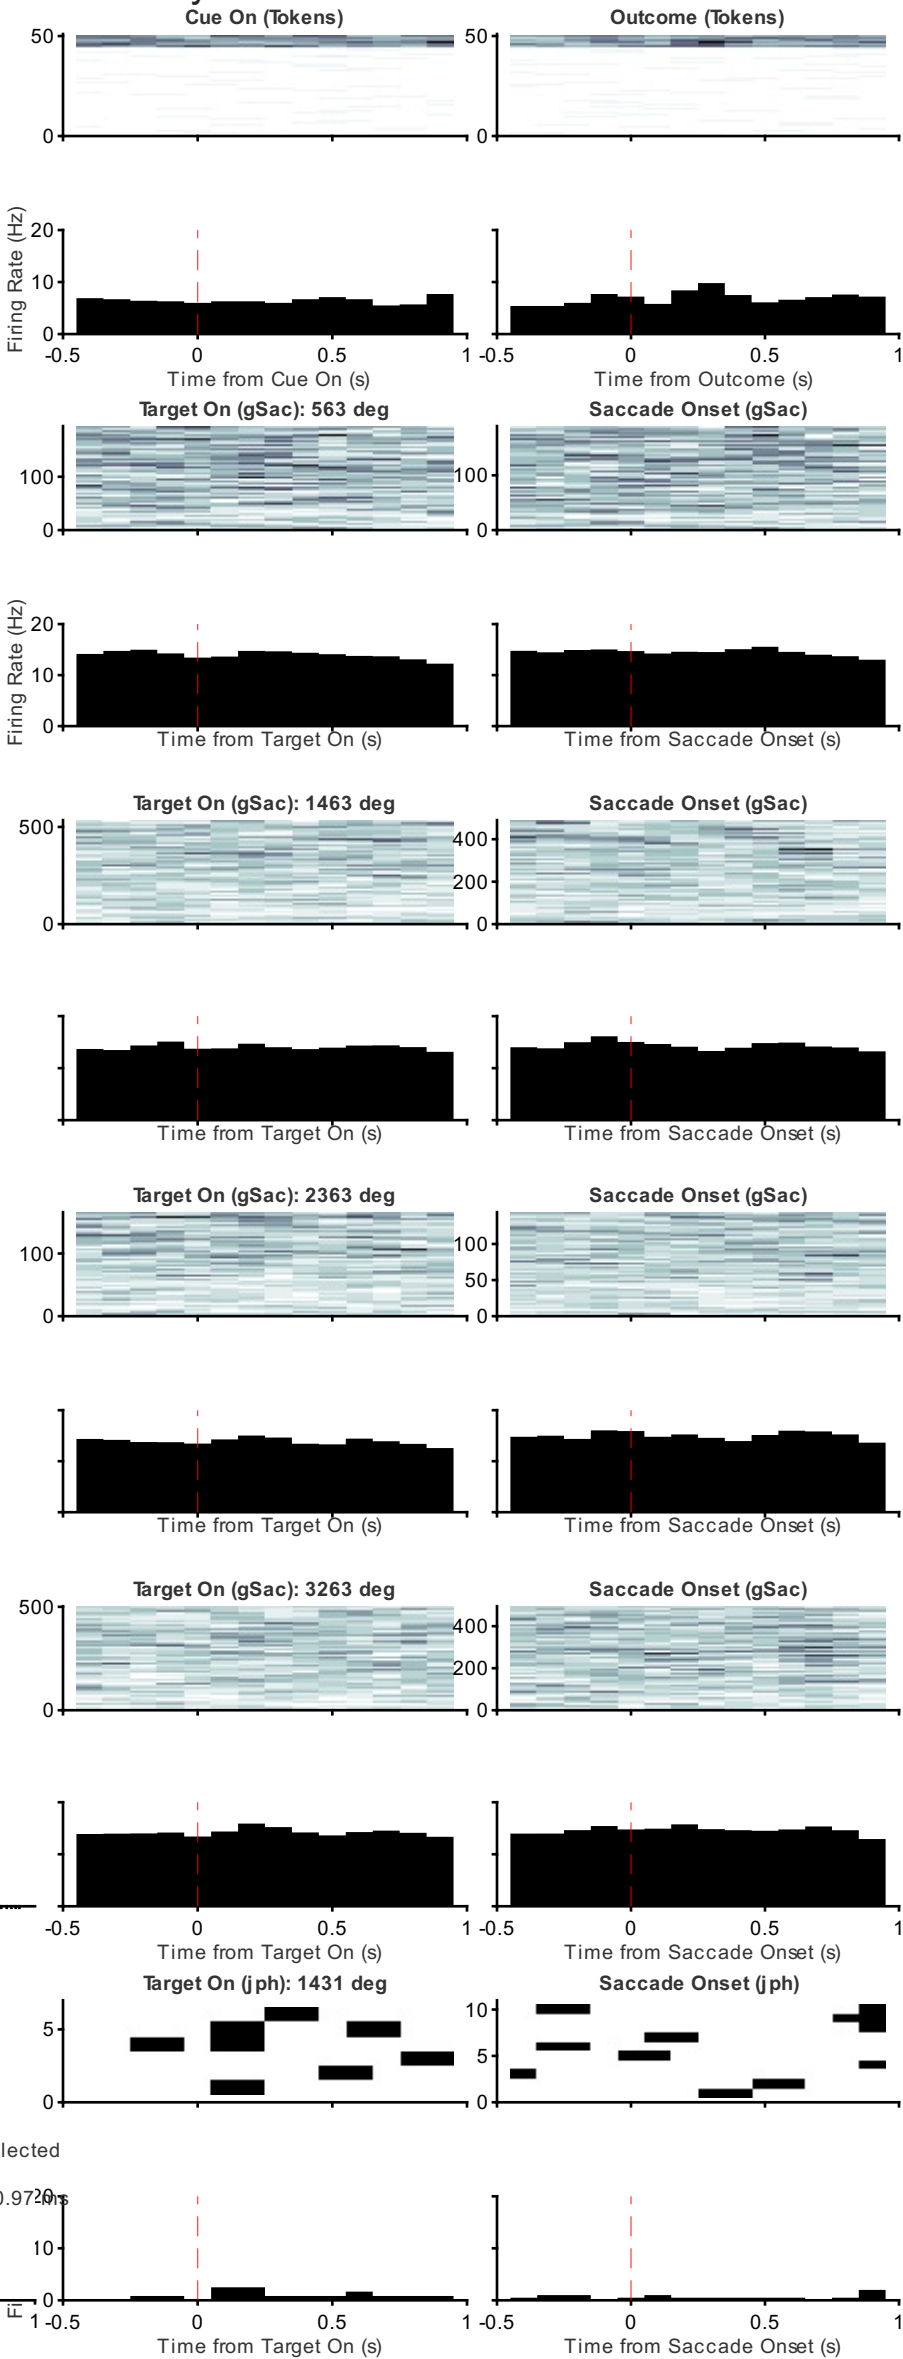 Cue On (Tokens)
Outcome (Tokens)
50
0
50
0
Firing Rate (Hz)
20
10
0
-0.5 0 0.5 1
-0.5 0 0.5 1
Time from Cue On (s)
Time from Outcome (s)
Target On (gSac): 563 deg
Saccade Onset (gSac)
100
0
100
0
Firing Rate (Hz)
20
10
0
Time from Target On (s)
Time from Saccade Onset (s)
Target On (gSac): 1463 deg
Saccade Onset (gSac)
500
0
400
200
0
Time from Target On (s)
Time from Saccade Onset (s)
Target On (gSac): 2363 deg
Saccade Onset (gSac)
100
0
100
50
0
Time from Target On (s)
Time from Saccade Onset (s)
Target On (gSac): 3263 deg
Saccade Onset (gSac)
500
0
400
200
0
-0.5 0 0.5 1
-0.5 0 0.5 1
Time from Target On (s)
Time from Saccade Onset (s)
Target On (jph): 1431 deg
Saccade Onset (jph)
5
0
10
5
0
lected
0.97 ms
20
10
0
Fi
1
-0.5 0 0.5 1
-0.5 0 0.5 1
Time from Target On (s)
Time from Saccade Onset (s)